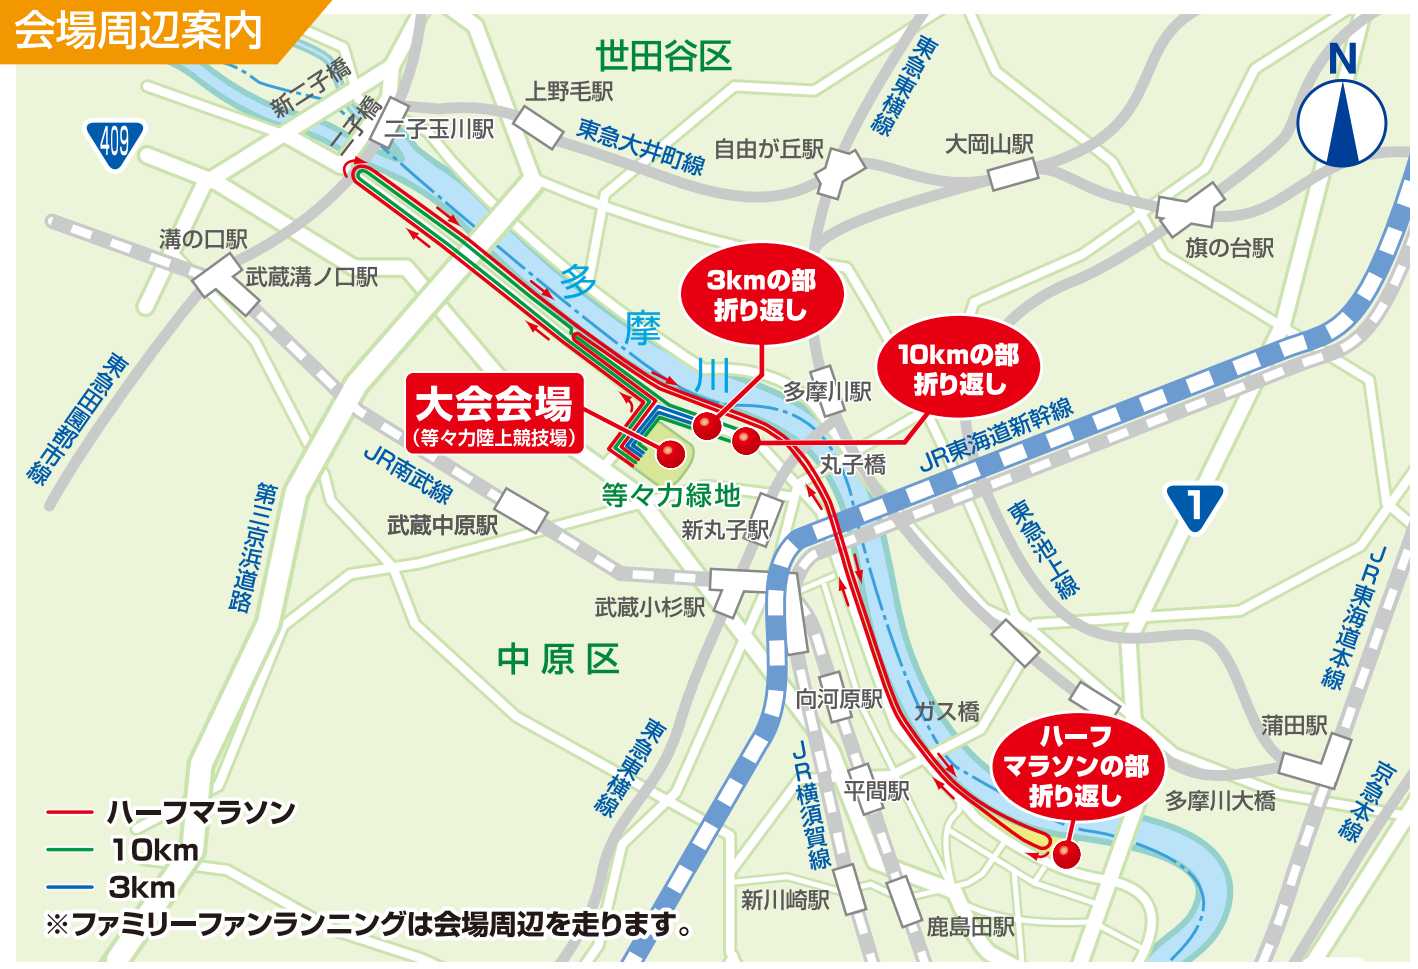 会場周辺案内
世田谷区
N
新二子橋
二子橋
上野毛駅
東急東横線
409
二子玉川駅
東急大井町線
自由が丘駅
大岡山駅
溝の口駅
武蔵溝ノ口駅
旗の台駅
多摩川
3kmの部
折り返し
10kmの部
折り返し
東急田園都市線
大会会場
(等々力陸上競技場)
多摩川駅
JR東海道新幹線
丸子橋
JR南武線
第三京浜道路
等々力緑地
武蔵中原駅
新丸子駅
1
東急池上線
JR東海道本線
武蔵小杉駅
中原区
向河原駅
ガス橋
東急東横線
JR横須賀線
ハーフ
マラソンの部
折り返し
蒲田駅
平間駅
多摩川大橋
京急本線
ハーフマラソン
10km
3km
新川崎駅
鹿島田駅
※ファミリーファンランニングは会場周辺を走ります。